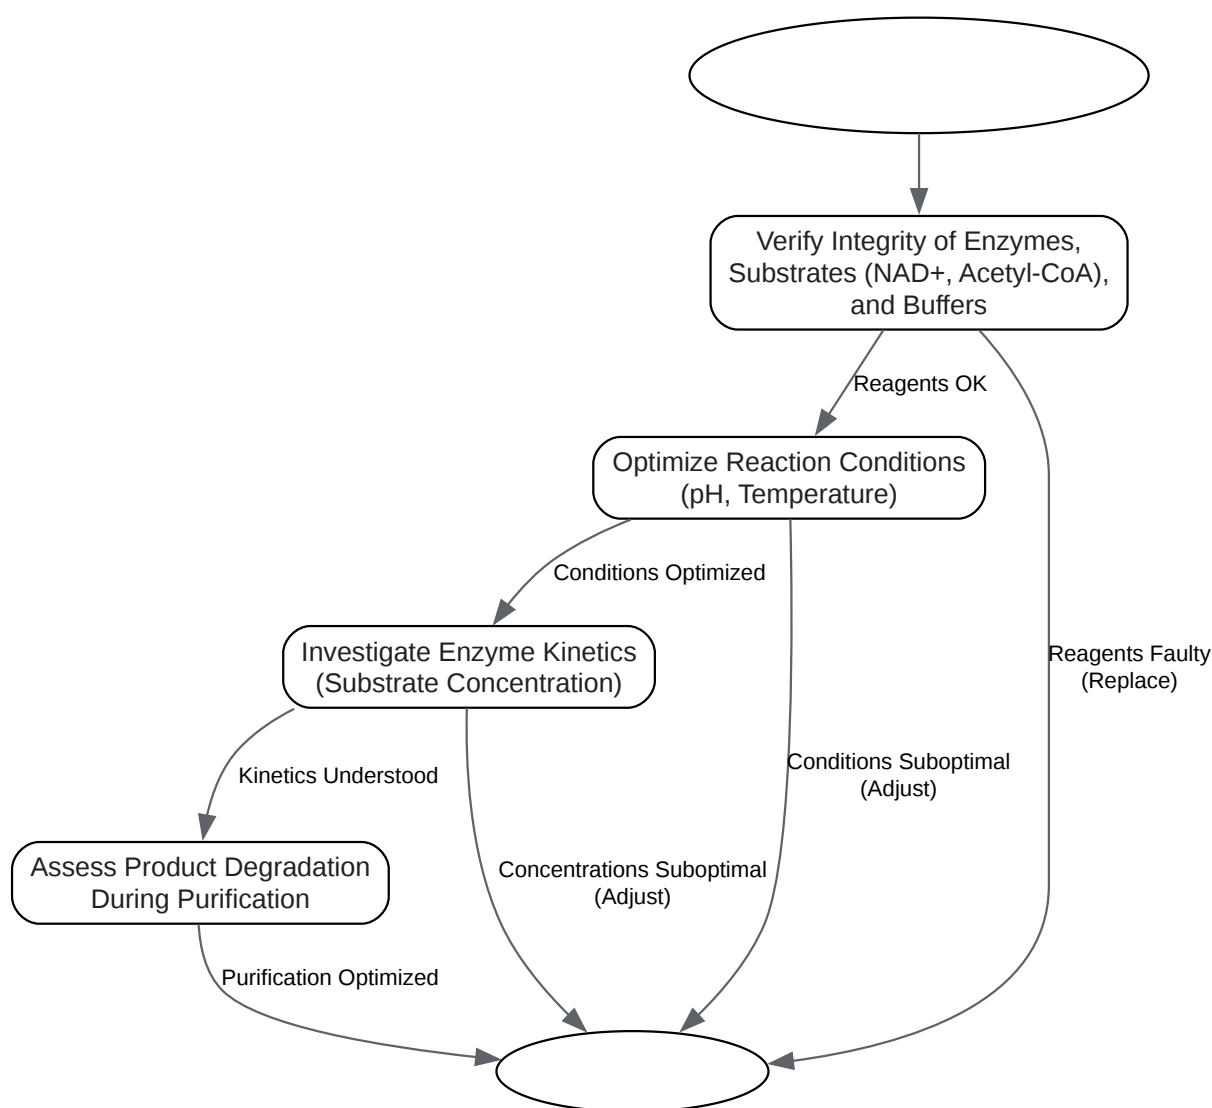 Verify Integrity of Enzymes,
Substrates (NAD+, Acetyl-CoA),
and Buffers
Reagents OK
Optimize Reaction Conditions
(pH, Temperature)
Conditions Optimized
Investigate Enzyme Kinetics
(Substrate Concentration)
Reagents Faulty
(Replace)
Conditions Suboptimal
(Adjust)
Kinetics Understood
Assess Product Degradation
During Purification
Concentrations Suboptimal
(Adjust)
Purification Optimized